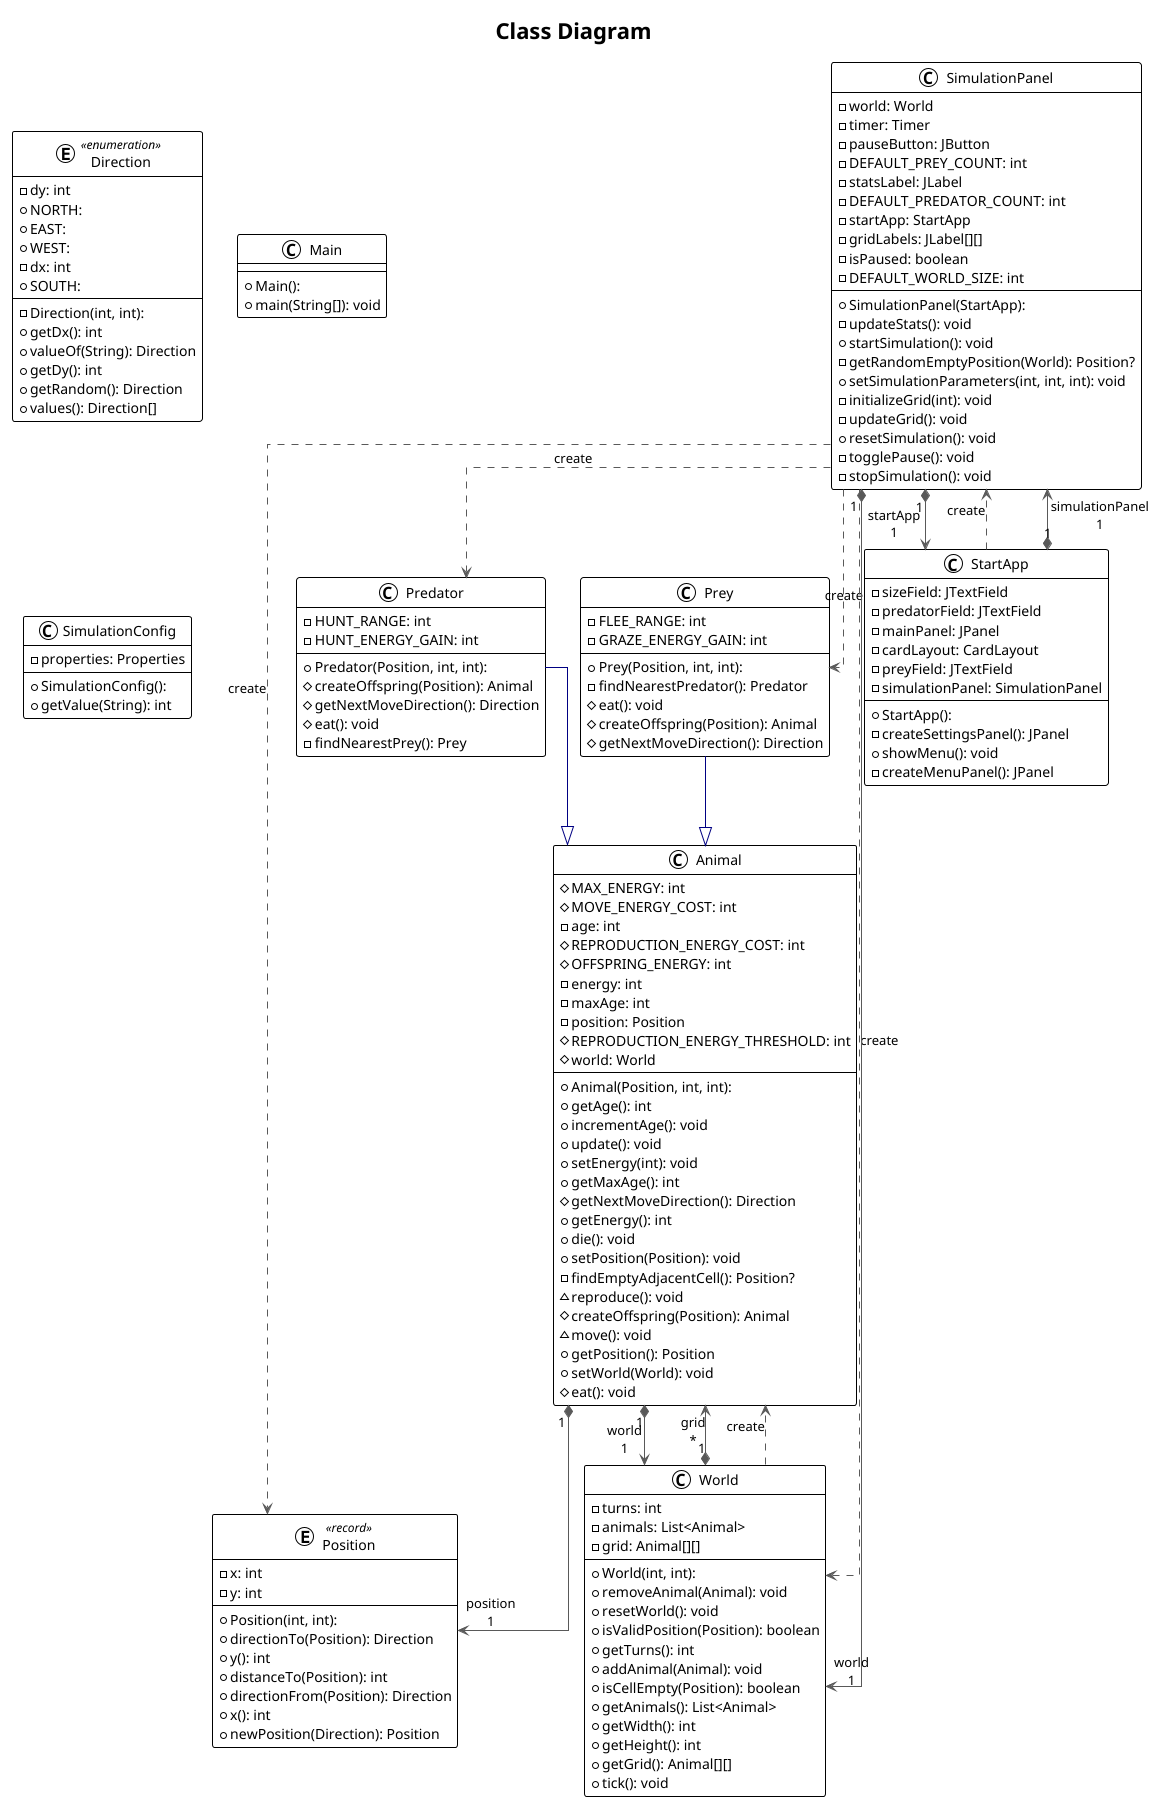 Class Diagram
C SimulationPanel
world: World
timer: Timer
pauseButton: JButton
DEFAULT_PREY_COUNT: int
statsLabel: JLabel
DEFAULT_PREDATOR_COUNT: int
startApp: StartApp
gridLabels: JLabel[][]
isPaused: boolean
DEFAULT_WORLD_SIZE: int
SimulationPanel(StartApp):
updateStats(): void
startSimulation(): void
getRandomEmptyPosition(World): Position?
setSimulationParameters(int, int, int): void
initializeGrid(int): void
updateGrid(): void
resetSimulation(): void
togglePause(): void
stopSimulation(): void
E «enumeration»
Direction
dy: int
NORTH:
EAST:
WEST:
dx: int
SOUTH:
Direction(int, int):
getDx(): int
valueOf(String): Direction
getDy(): int
getRandom(): Direction
values(): Direction[]
C Main
Main():
main(String[]): void
create
1
1
startApp
1
create
simulationPanel
1
1
C StartApp
sizeField: JTextField
predatorField: JTextField
mainPanel: JPanel
cardLayout: CardLayout
preyField: JTextField
simulationPanel: SimulationPanel
StartApp():
createSettingsPanel(): JPanel
showMenu(): void
createMenuPanel(): JPanel
C Predator
HUNT_RANGE: int
HUNT_ENERGY_GAIN: int
Predator(Position, int, int):
createOffspring(Position): Animal
getNextMoveDirection(): Direction
eat(): void
findNearestPrey(): Prey
C Prey
FLEE_RANGE: int
GRAZE_ENERGY_GAIN: int
Prey(Position, int, int):
findNearestPredator(): Predator
eat(): void
createOffspring(Position): Animal
getNextMoveDirection(): Direction
create
C SimulationConfig
properties: Properties
SimulationConfig():
getValue(String): int
create
C Animal
MAX_ENERGY: int
MOVE_ENERGY_COST: int
age: int
REPRODUCTION_ENERGY_COST: int
OFFSPRING_ENERGY: int
energy: int
maxAge: int
position: Position
REPRODUCTION_ENERGY_THRESHOLD: int
world: World
Animal(Position, int, int):
getAge(): int
incrementAge(): void
update(): void
setEnergy(int): void
getMaxAge(): int
getNextMoveDirection(): Direction
getEnergy(): int
die(): void
setPosition(Position): void
findEmptyAdjacentCell(): Position?
reproduce(): void
createOffspring(Position): Animal
move(): void
getPosition(): Position
setWorld(World): void
eat(): void
create
1
1
world
1
grid
*
1
create
C World
turns: int
animals: List<Animal>
grid: Animal[][]
World(int, int):
removeAnimal(Animal): void
resetWorld(): void
isValidPosition(Position): boolean
getTurns(): int
addAnimal(Animal): void
isCellEmpty(Position): boolean
getAnimals(): List<Animal>
getWidth(): int
getHeight(): int
getGrid(): Animal[][]
tick(): void
E «record»
Position
x: int
y: int
Position(int, int):
directionTo(Position): Direction
y(): int
distanceTo(Position): int
directionFrom(Position): Direction
x(): int
newPosition(Direction): Position
position
1
world
1